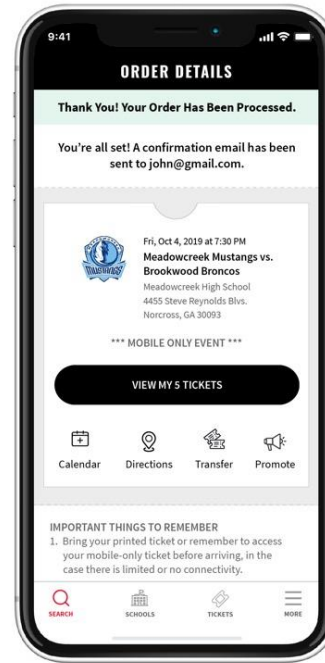 9:41
ORDER DETAILS
Thank You! Your Order Has Been Processed.
You're all set! A confirmation email has been
sent to john@gmail.com.
Fri, Oct 4, 2019 at 7:30 PM
Meadowcreek Mustangs vs.
Brookwood Broncos
Meadowcreek High School
4455 Steve Reynolds Blvs.
Norcross, GA 30093
MUSTANGS
*** MOBILE ONLY EVENT ***
VIEW MY 5 TICKETS
Calendar Directions Transfer Promote
IMPORTANT THINGS TO REMEMBER
1. Bring your printed ticket or remember to access
your mobile-only ticket before arriving, in the
case there is limited or no connectivity.
SEARCH SCHOOLS TICKETS MORE